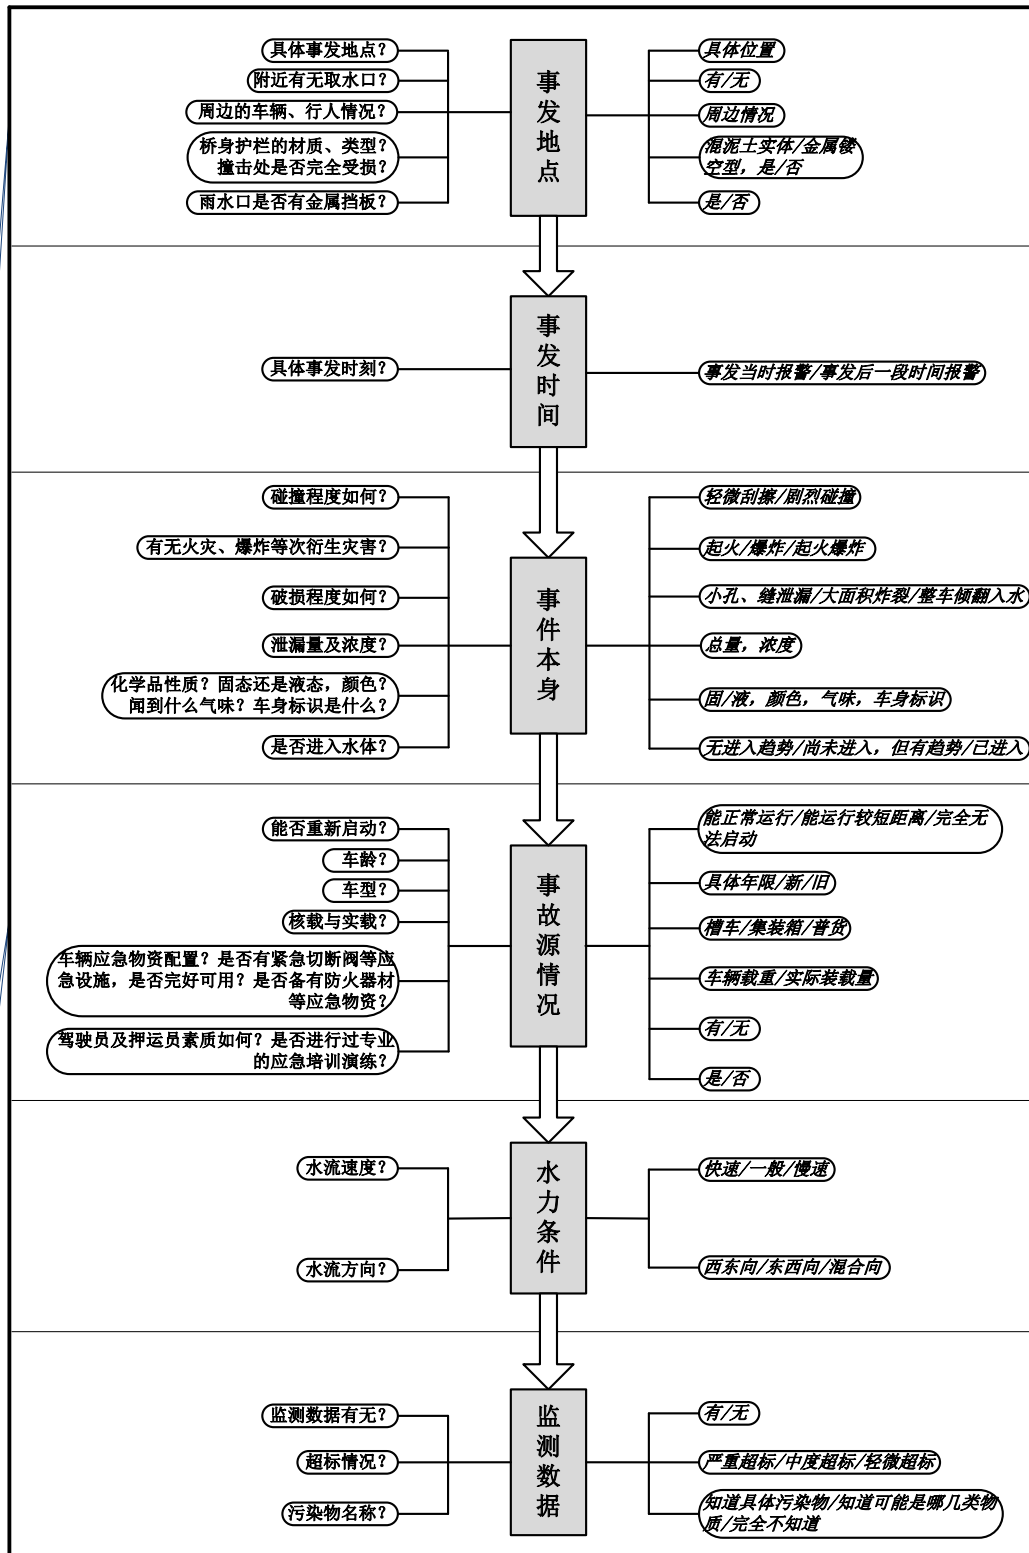 事发地点
具体事发地点？
附近有无取水口？
周边的车辆、行人情况？
桥身护栏的材质、类型？
撞击处是否完全受损？
雨水口是否有金属挡板？
具体位置
有/无
周边情况
混泥土实体/金属镂
空型，是/否
是/否
事发时间
具体事发时刻？
事发当时报警/事发后一段时间报警
事件本身
碰撞程度如何？
有无火灾、爆炸等次衍生灾害？
破损程度如何？
泄漏量及浓度？
化学品性质？固态还是液态，颜色？
闻到什么气味？车身标识是什么？
是否进入水体？
轻微刮擦/剧烈碰撞
起火/爆炸/起火爆炸
小孔、缝泄漏/大面积炸裂/整车倾翻入水
总量，浓度
固/液，颜色，气味，车身标识
无进入趋势/尚未进入，但有趋势/已进入
事故源情况
能否重新启动？
车龄？
车型？
核载与实载？
车辆应急物资配置？是否有紧急切断阀等应
急设施，是否完好可用？是否备有防火器材
等应急物资？
驾驶员及押运员素质如何？是否进行过专业
的应急培训演练？
能正常运行/能运行较短距离/完全无
法启动
具体年限/新/旧
槽车/集装箱/普货
车辆载重/实际装载量
有/无
是/否
水力条件
水流速度？
水流方向？
快速/一般/慢速
西东向/东西向/混合向
监测数据
监测数据有无？
超标情况？
污染物名称？
有/无
严重超标/中度超标/轻微超标
知道具体污染物/知道可能是哪几类物
质/完全不知道